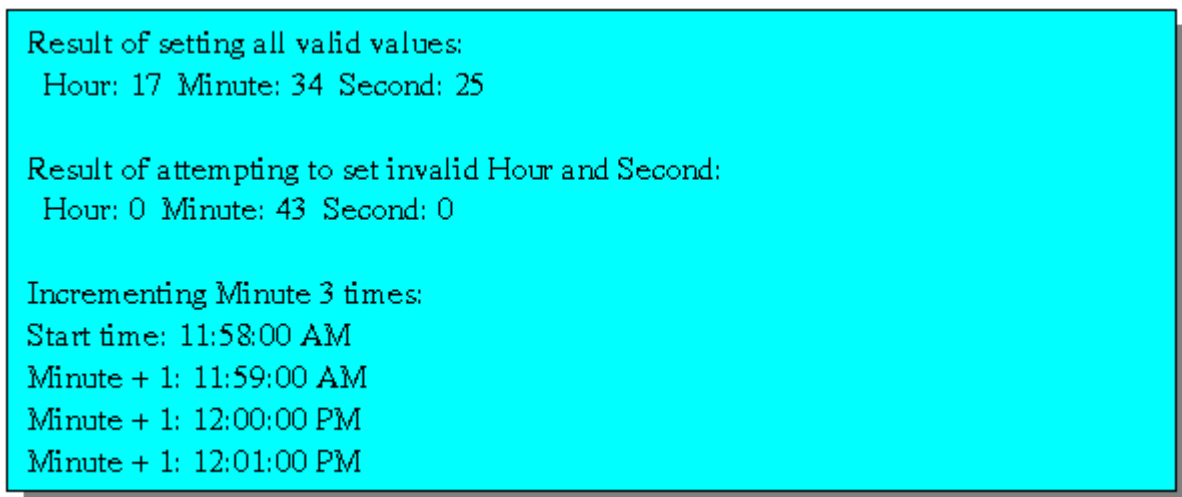 Result of setting all valid values:
Hour: 17 Minute: 34 Second: 25
Result of attempting to set invalid Hour and Second:
Hour: 0 Minute: 43 Second: 0
Incrementing Minute 3 times:
Start time: 11:58:00 AM
Minute + 1: 11:59:00 AM
Minute + 1: 12:00:00 PM
Minute + 1: 12:01:00 PM